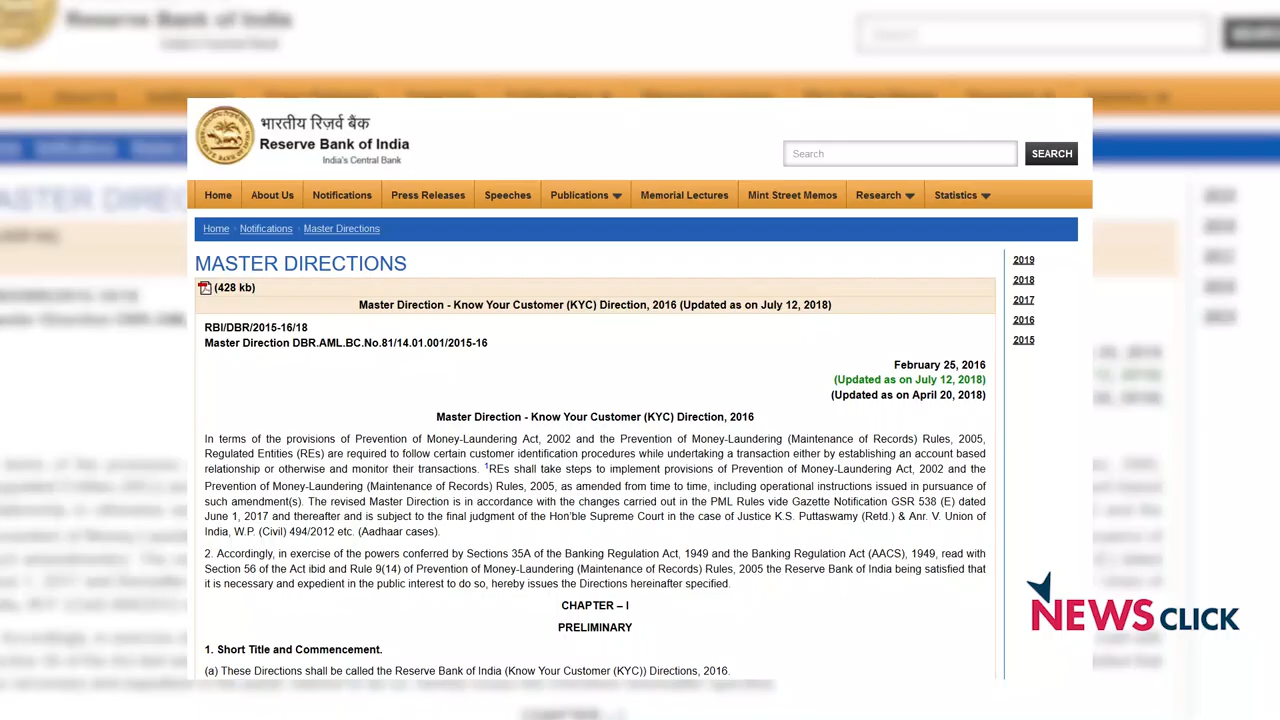 भारतीय रिज़र्व बैंक
Reserve Bank of India
India's Central Bank
Search
SEARCH
Home
About Us
Notifications
Press Releases
Speeches
Publications
Memorial Lectures
Mint Street Memos
Research
Statistics
Home › Notifications › Master Directions
MASTER DIRECTIONS
(428 kb)
Master Direction - Know Your Customer (KYC) Direction, 2016 (Updated as on July 12, 2018)
RBI/DBR/2015-16/18
Master Direction DBR.AML.BC.No.81/14.01.001/2015-16
February 25, 2016
(Updated as on July 12, 2018)
(Updated as on April 20, 2018)
Master Direction - Know Your Customer (KYC) Direction, 2016
In terms of the provisions of Prevention of Money-Laundering Act, 2002 and the Prevention of Money-Laundering (Maintenance of Records) Rules, 2005,
Regulated Entities (REs) are required to follow certain customer identification procedures while undertaking a transaction either by establishing an account based
relationship or otherwise and monitor their transactions. ¹REs shall take steps to implement provisions of Prevention of Money-Laundering Act, 2002 and the
Prevention of Money-Laundering (Maintenance of Records) Rules, 2005, as amended from time to time, including operational instructions issued in pursuance of
such amendment(s). The revised Master Direction is in accordance with the changes carried out in the PML Rules vide Gazette Notification GSR 538 (E) dated
June 1, 2017 and thereafter and is subject to the final judgment of the Hon'ble Supreme Court in the case of Justice K.S. Puttaswamy (Retd.) & Anr. V. Union of
India, W.P. (Civil) 494/2012 etc. (Aadhaar cases).
2. Accordingly, in exercise of the powers conferred by Sections 35A of the Banking Regulation Act, 1949 and the Banking Regulation Act (AACS), 1949, read with
Section 56 of the Act ibid and Rule 9(14) of Prevention of Money-Laundering (Maintenance of Records) Rules, 2005 the Reserve Bank of India being satisfied that
it is necessary and expedient in the public interest to do so, hereby issues the Directions hereinafter specified.
CHAPTER – I
PRELIMINARY
1. Short Title and Commencement.
(a) These Directions shall be called the Reserve Bank of India (Know Your Customer (KYC)) Directions, 2016.
2019
2018
2017
2016
2015
NEWSCLICK